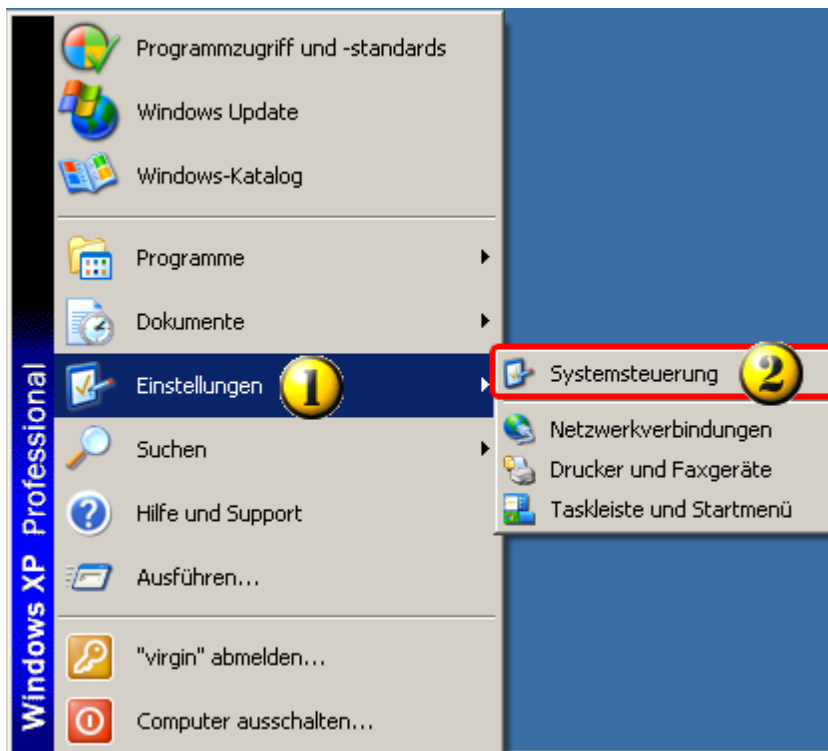 Programmzugriff und -standards
Windows Update
Windows-Katalog
Programme
Dokumente
Einstellungen 1
Suchen
Hilfe und Support
Ausführen...
"virgin" abmelden...
Computer ausschalten...
Systemsteuerung 2
Netzwerkverbindungen
Drucker und Faxgeräte
Taskleiste und Startmenü
Windows XP Professional